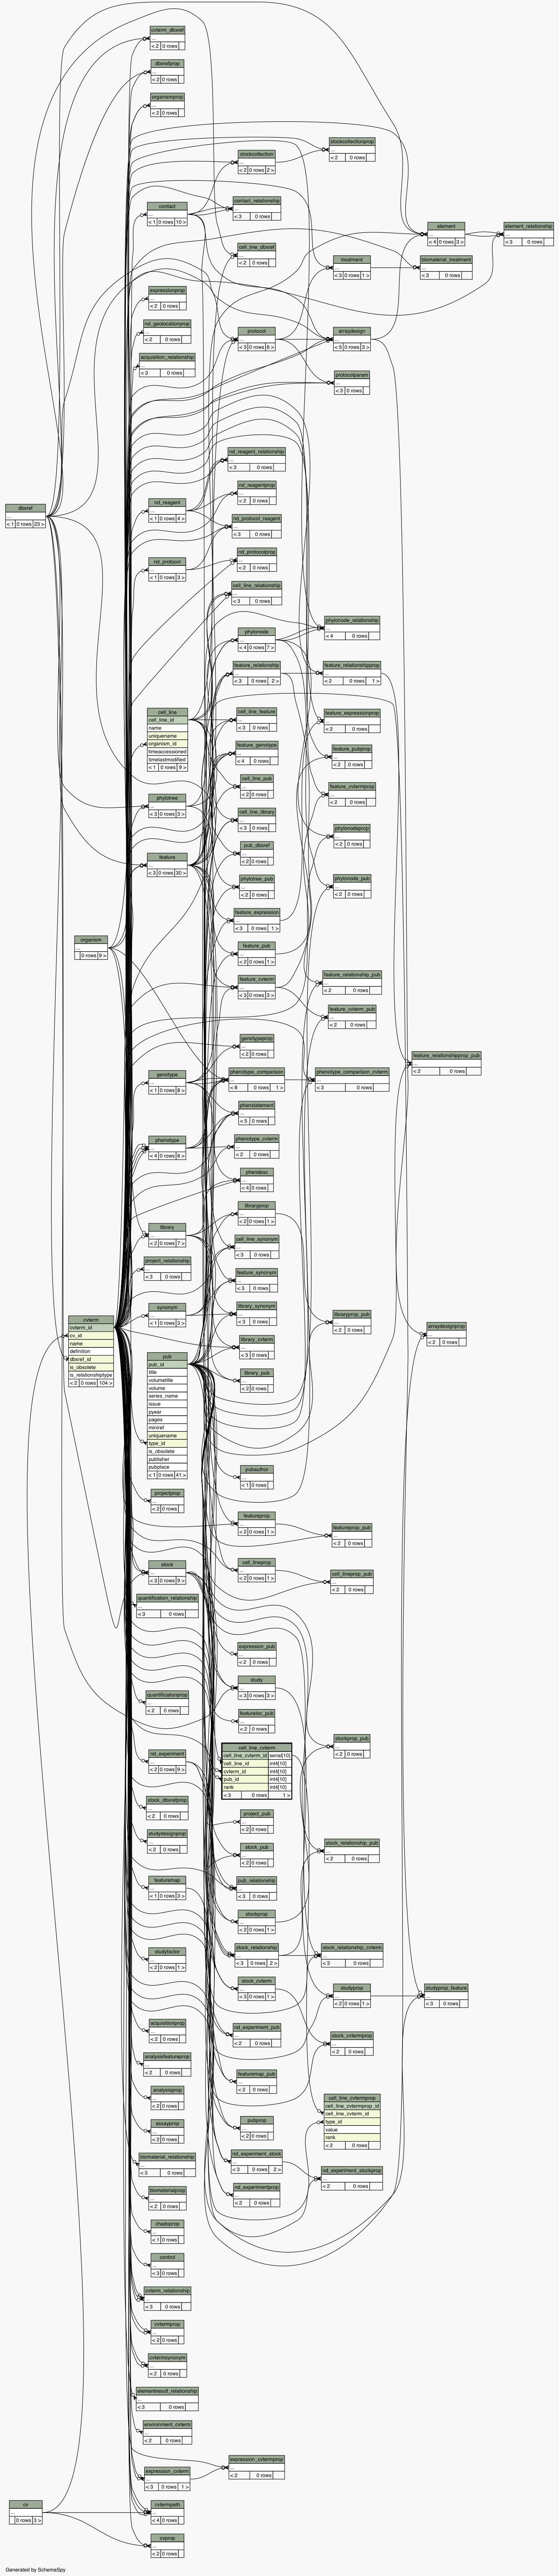 cvterm_dbxref
...
< 2 0 rows
dbxrefprop
...
< 2 0 rows
organismprop
...
< 2 0 rows
stockcollectionprop
...
< 2 0 rows
stockcollection
...
< 2 0 rows 2 >
contact
...
< 1 0 rows 10 >
contact_relationship
...
< 3 0 rows
element
...
< 4 0 rows 3 >
element_relationship
...
< 3 0 rows
cell_line_dbxref
...
< 2 0 rows
treatment
...
< 3 0 rows 1 >
biomaterial_treatment
...
< 3 0 rows
expressionprop
...
< 2 0 rows
nd_geolocationprop
...
< 2 0 rows
protocol
...
< 3 0 rows 6 >
arraydesign
...
< 5 0 rows 3 >
acquisition_relationship
...
< 3 0 rows
protocolparam
...
< 3 0 rows
nd_reagent_relationship
...
< 3 0 rows
nd_reagentprop
...
< 2 0 rows
dbxref
...
< 1 0 rows 23 >
nd_reagent
...
< 1 0 rows 4 >
nd_protocol_reagent
...
< 3 0 rows
nd_protocolprop
...
< 2 0 rows
nd_protocol
...
< 1 0 rows 3 >
cell_line_relationship
...
< 3 0 rows
phylonode_relationship
...
< 4 0 rows
phylonode
...
< 4 0 rows 7 >
feature_relationship
...
< 3 0 rows 2 >
feature_relationshipprop
...
< 2 0 rows 1 >
cell_line
cell_line_id
name
uniquename
organism_id
timeaccessioned
timelastmodified
< 1 0 rows 9 >
cell_line_feature
...
< 3 0 rows
feature_expressionprop
...
< 2 0 rows
feature_genotype
...
< 4 0 rows
feature_pubprop
...
< 2 0 rows
cell_line_pub
...
< 2 0 rows
feature_cvtermprop
...
< 2 0 rows
phylotree
...
< 3 0 rows 3 >
cell_line_library
...
< 3 0 rows
phylonodeprop
...
< 2 0 rows
pub_dbxref
...
< 2 0 rows
feature
...
< 3 0 rows 30 >
phylotree_pub
...
< 2 0 rows
phylonode_pub
...
< 2 0 rows
feature_expression
...
< 3 0 rows 1 >
organism
...
0 rows 9 >
feature_pub
...
< 2 0 rows 1 >
feature_cvterm
...
< 3 0 rows 3 >
feature_relationship_pub
...
< 2 0 rows
feature_cvterm_pub
...
< 2 0 rows
genotypeprop
...
< 2 0 rows
feature_relationshipprop_pub
...
< 2 0 rows
genotype
...
< 1 0 rows 8 >
phenotype_comparison
...
< 8 0 rows 1 >
phenotype_comparison_cvterm
...
< 3 0 rows
phenstatement
...
< 5 0 rows
phenotype
...
< 4 0 rows 6 >
phenotype_cvterm
...
< 2 0 rows
phendesc
...
< 4 0 rows
libraryprop
...
< 2 0 rows 1 >
library
...
< 2 0 rows 7 >
cell_line_synonym
...
< 3 0 rows
project_relationship
...
< 3 0 rows
feature_synonym
...
< 3 0 rows
synonym
...
< 1 0 rows 3 >
library_synonym
...
< 3 0 rows
libraryprop_pub
...
< 2 0 rows
arraydesignprop
...
< 2 0 rows
cvterm
cvterm_id
cv_id
name
definition
dbxref_id
is_obsolete
is_relationshiptype
< 2 0 rows 104 >
library_cvterm
...
< 3 0 rows
library_pub
...
< 2 0 rows
pub
pub_id
title
volumetitle
volume
series_name
issue
pyear
pages
miniref
uniquename
type_id
is_obsolete
publisher
pubplace
< 1 0 rows 41 >
pubauthor
...
< 1 0 rows
projectprop
...
< 2 0 rows
featureprop
...
< 2 0 rows 1 >
featureprop_pub
...
< 2 0 rows
stock
...
< 3 0 rows 9 >
cell_lineprop
...
< 2 0 rows 1 >
cell_lineprop_pub
...
< 2 0 rows
quantification_relationship
...
< 3 0 rows
expression_pub
...
< 2 0 rows
study
...
< 3 0 rows 3 >
quantificationprop
...
< 2 0 rows
featureloc_pub
...
< 2 0 rows
stockprop_pub
...
< 2 0 rows
cell_line_cvterm
cell_line_cvterm_id serial[10]
cell_line_id int4[10]
cvterm_id int4[10]
pub_id int4[10]
rank int4[10]
< 3 0 rows 1 >
nd_experiment
...
< 2 0 rows 9 >
stock_dbxrefprop
...
< 2 0 rows
project_pub
...
< 2 0 rows
studydesignprop
...
< 2 0 rows
stock_pub
...
< 2 0 rows
stock_relationship_pub
...
< 2 0 rows
featuremap
...
< 1 0 rows 3 >
pub_relationship
...
< 3 0 rows
stockprop
...
< 2 0 rows 1 >
studyfactor
...
< 2 0 rows 1 >
stock_relationship
...
< 3 0 rows 2 >
stock_relationship_cvterm
...
< 3 0 rows
stock_cvterm
...
< 3 0 rows 1 >
studyprop
...
< 2 0 rows 1 >
studyprop_feature
...
< 3 0 rows
acquisitionprop
...
< 2 0 rows
nd_experiment_pub
...
< 2 0 rows
stock_cvtermprop
...
< 2 0 rows
analysisfeatureprop
...
< 2 0 rows
featuremap_pub
...
< 2 0 rows
analysisprop
...
< 2 0 rows
cell_line_cvtermprop
cell_line_cvtermprop_id
cell_line_cvterm_id
type_id
value
rank
< 2 0 rows
assayprop
...
< 2 0 rows
pubprop
...
< 2 0 rows
biomaterial_relationship
...
< 3 0 rows
nd_experiment_stock
...
< 3 0 rows 2 >
nd_experiment_stockprop
...
< 2 0 rows
biomaterialprop
...
< 2 0 rows
nd_experimentprop
...
< 2 0 rows
chadoprop
...
< 1 0 rows
control
...
< 3 0 rows
cvterm_relationship
...
< 3 0 rows
cvtermprop
...
< 2 0 rows
cvtermsynonym
...
< 2 0 rows
elementresult_relationship
...
< 3 0 rows
environment_cvterm
...
< 2 0 rows
expression_cvtermprop
...
< 2 0 rows
expression_cvterm
...
< 3 0 rows 1 >
cv
...
0 rows 3 >
cvtermpath
...
< 4 0 rows
cvprop
...
< 2 0 rows
Generated by SchemaSpy